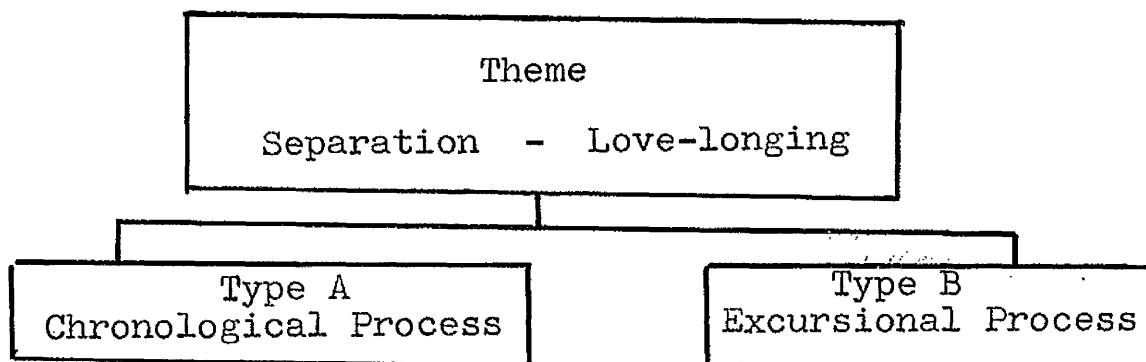 Theme
Separation - Love-longing
Type A
Chronological Process
Type B
Excursional Process